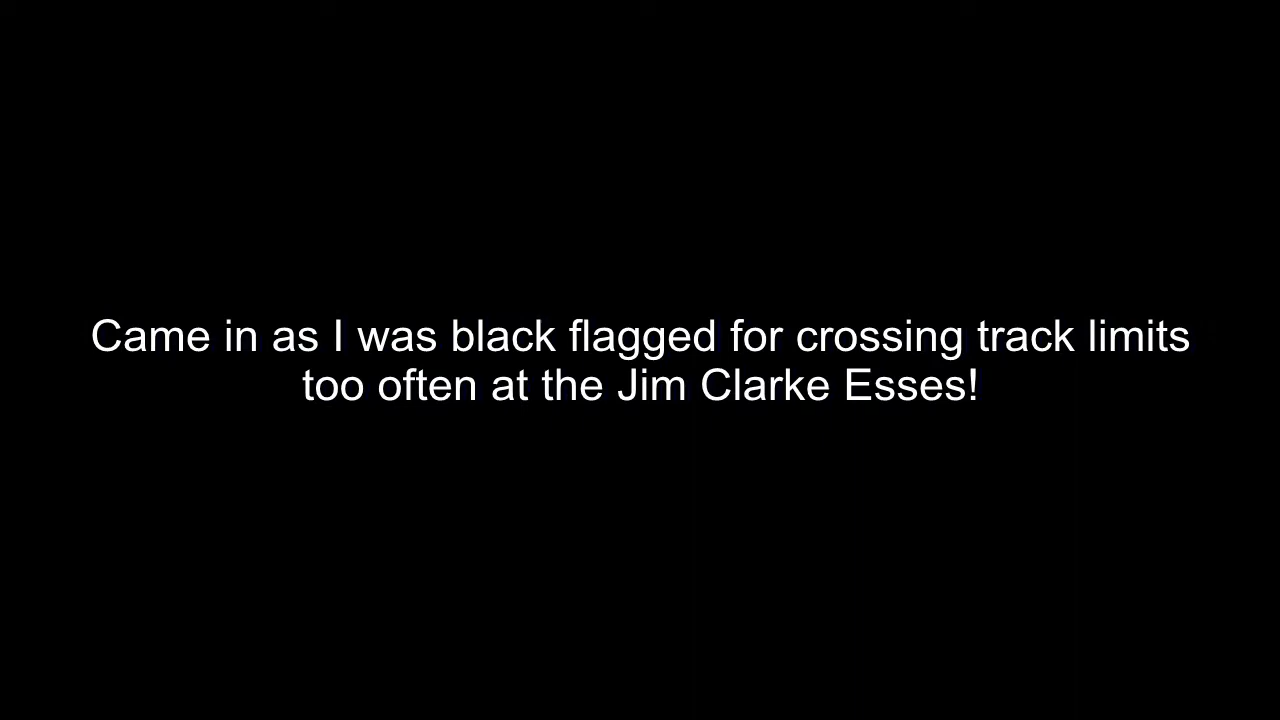 Came in as I was black flagged for crossing track limits
too often at the Jim Clarke Esses!